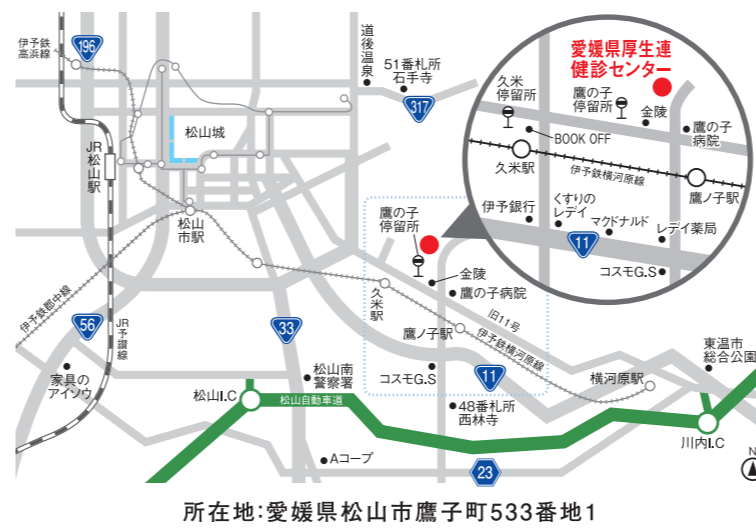 伊予鉄
高浜線
196
道後
温泉
51番札所
石手寺
317
松山城
JR
松山
駅
松山
市駅
伊予鉄郡中線
56
JR
予讃線
33
家具の
アイソウ
松山I.C
松山自動車道
松山南
警察署
Aコープ
鷹の子
停留所
金陵
鷹の子病院
久米
駅
旧11号
鷹ノ子駅
伊予鉄横河原線
コスモG.S
11
48番札所
西林寺
23
横河原駅
東温市
総合公園
川内I.C
N
愛媛県厚生連
健診センター
久米
停留所
鷹の子
停留所
金陵
鷹の子
病院
BOOK OFF
久米駅
伊予鉄横河原線
鷹ノ子駅
伊予銀行
くすりの
レデイ
マクドナルド
レデイ薬局
11
コスモG.S
所在地:愛媛県松山市鷹子町533番地1